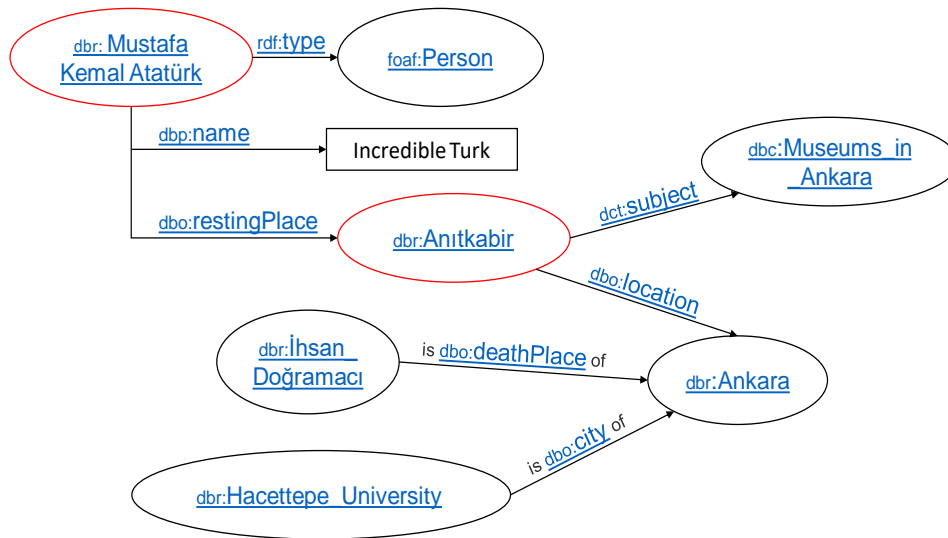 dbr: Mustafa
Kemal Atatürk
rdf:type
foaf:Person
dbp:name
Incredible Turk
dbc:Museums_in
_Ankara
dct:subject
dbo:restingPlace
dbr:Anıtkabir
dbo:location
dbr:İhsan_
Doğramacı
is dbo:deathPlace of
dbr:Ankara
is dbo:city of
dbr:Hacettepe_University